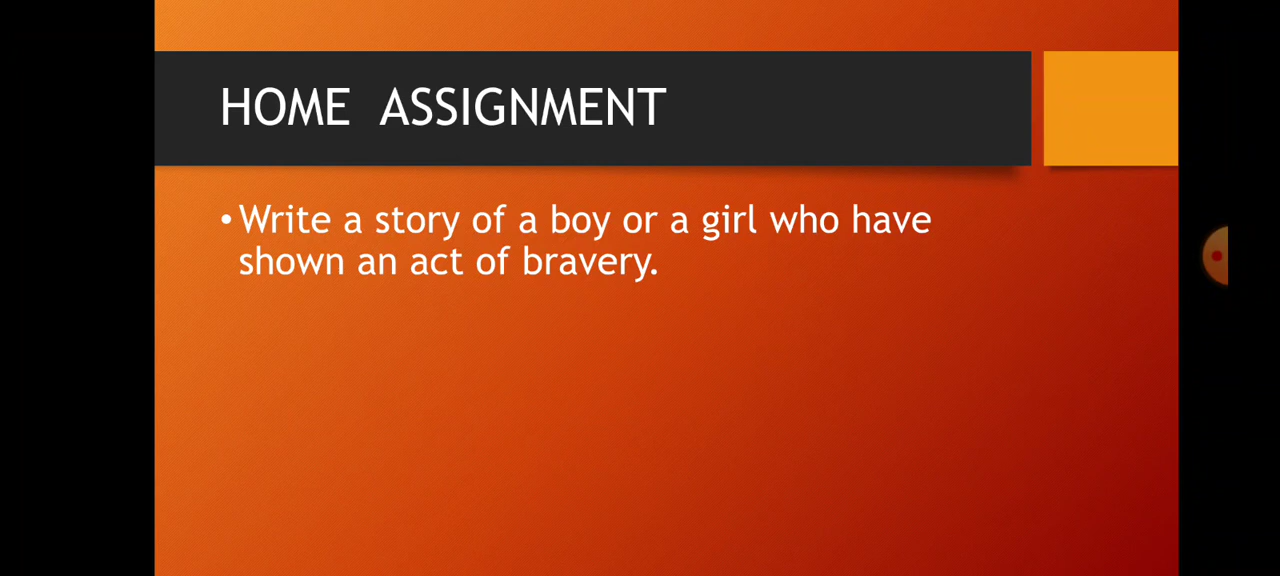 HOME ASSIGNMENT
• Write a story of a boy or a girl who have
shown an act of bravery.